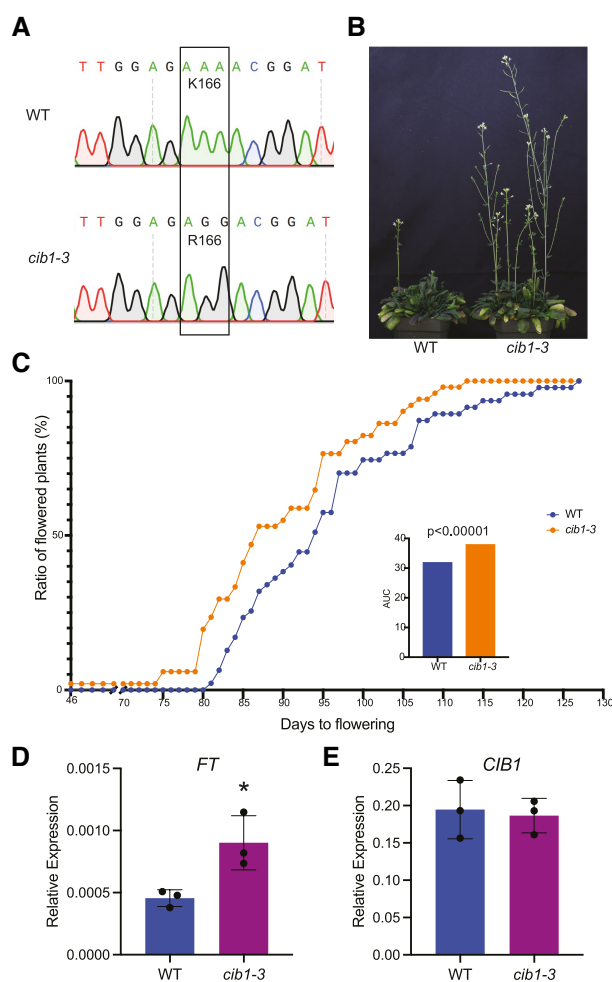 A
T T G G A G A A A A C G G A T
K166
WT
T T G G A G A G G A C G G A T
R166
cib1-3
B
WT cib1-3
C
Ratio of flowered plants (%)
100
50
0
46 70 75 80 85 90 95 100 105 110 115 120 125 130
Days to flowering
WT
cib1-3
p<0.00001
AUC
40
30
20
10
0
WT cib1-3
D
FT
Relative Expression
0.0015
0.0010
0.0005
0.0000
*
WT cib1-3
E
CIB1
Relative Expression
0.25
0.20
0.15
0.10
0.05
0.00
WT cib1-3